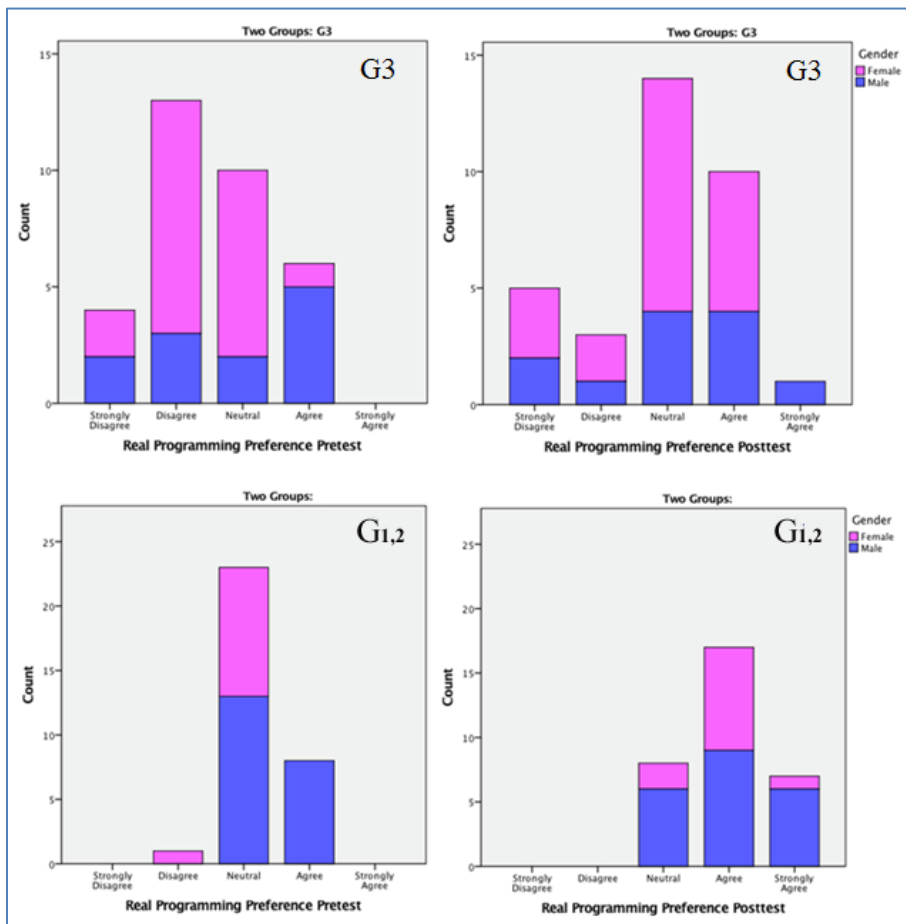 Two Groups: G3
G3
15
10
5
0
Count
Strongly Disagree
Disagree
Neutral
Agree
Strongly Agree
Real Programming Preference Pretest
Two Groups: G3
G3
Gender
Female
Male
15
10
5
0
Count
Strongly Disagree
Disagree
Neutral
Agree
Strongly Agree
Real Programming Preference Posttest
Two Groups:
G1,2
25
20
15
10
5
0
Count
Strongly Disagree
Disagree
Neutral
Agree
Strongly Agree
Real Programming Preference Pretest
Two Groups:
G1,2
Gender
Female
Male
25
20
15
10
5
0
Count
Strongly Disagree
Disagree
Neutral
Agree
Strongly Agree
Real Programming Preference Posttest